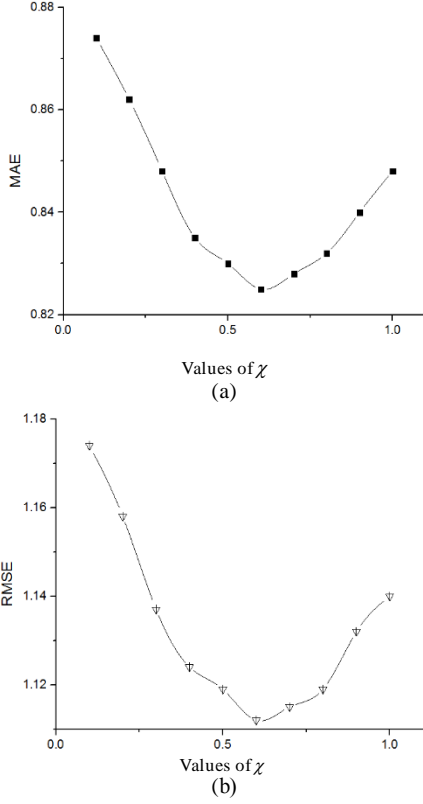 0.88
0.86
0.84
0.82
MAE
0.0 0.5 1.0
Values of χ
(a)
1.18
1.16
1.14
1.12
RMSE
0.0 0.5 1.0
Values of χ
(b)